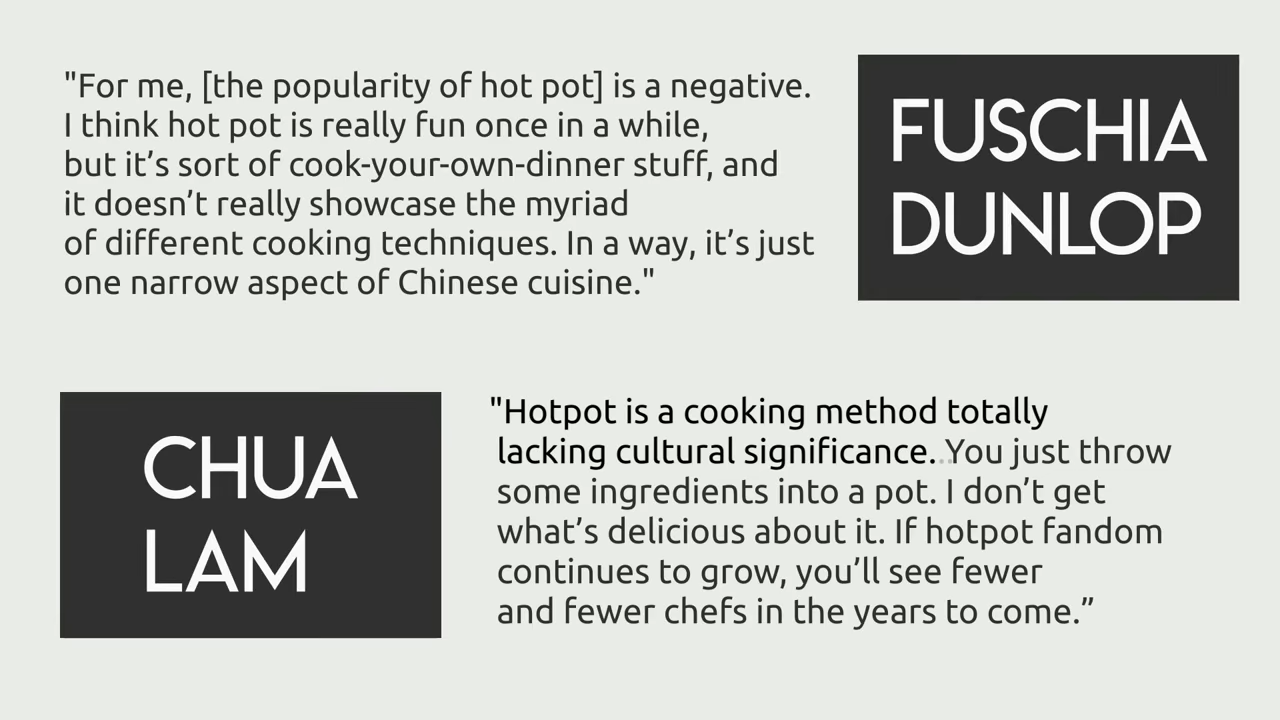 "For me, [the popularity of hot pot] is a negative.
I think hot pot is really fun once in a while,
but it’s sort of cook-your-own-dinner stuff, and
it doesn’t really showcase the myriad
of different cooking techniques. In a way, it’s just
one narrow aspect of Chinese cuisine."
FUSCHIA
DUNLOP
CHUA
LAM
"Hotpot is a cooking method totally
lacking cultural significance...You just throw
some ingredients into a pot. I don’t get
what’s delicious about it. If hotpot fandom
continues to grow, you’ll see fewer
and fewer chefs in the years to come.”